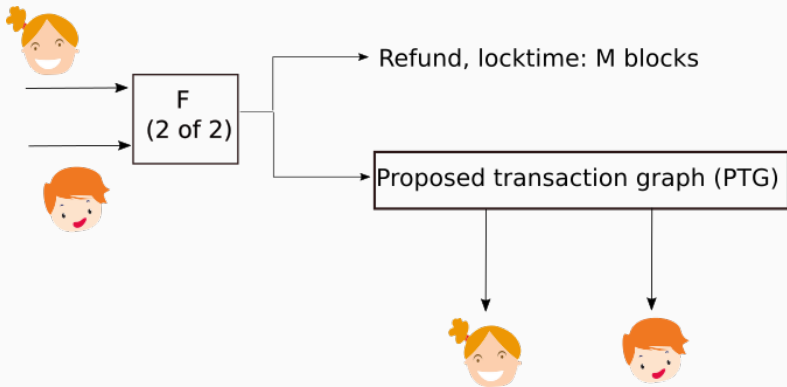 Refund, locktime: M blocks
F
(2 of 2)
Proposed transaction graph (PTG)